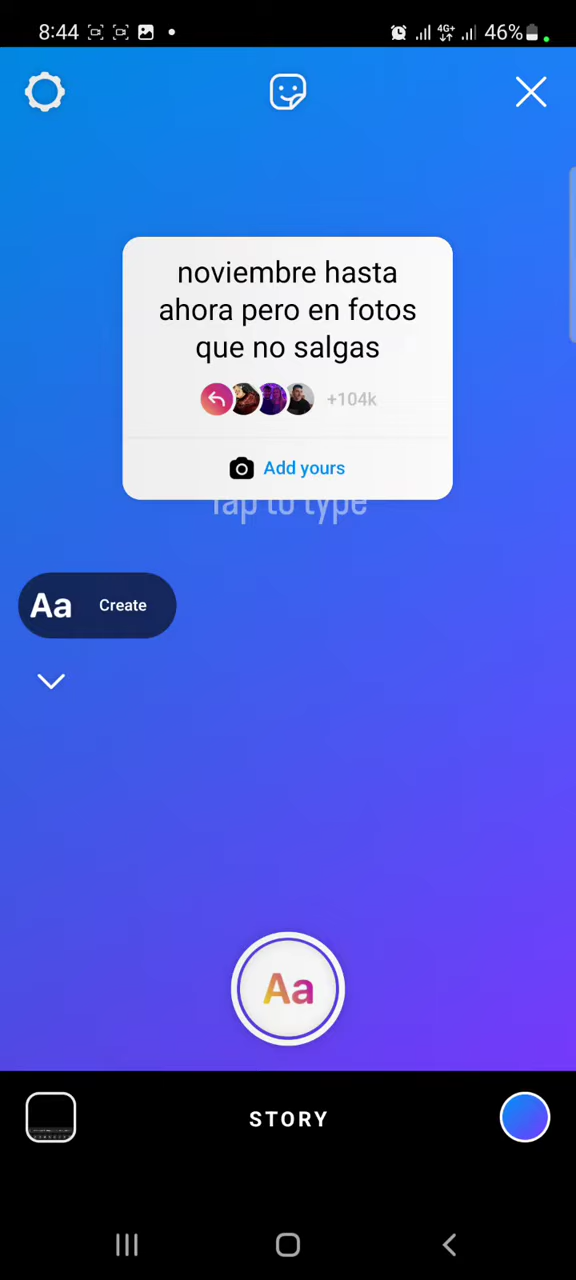 8:44
4G+
46%
noviembre hasta
ahora pero en fotos
que no salgas
+104k
Add yours
Tap to type
Aa Create
Aa
STORY